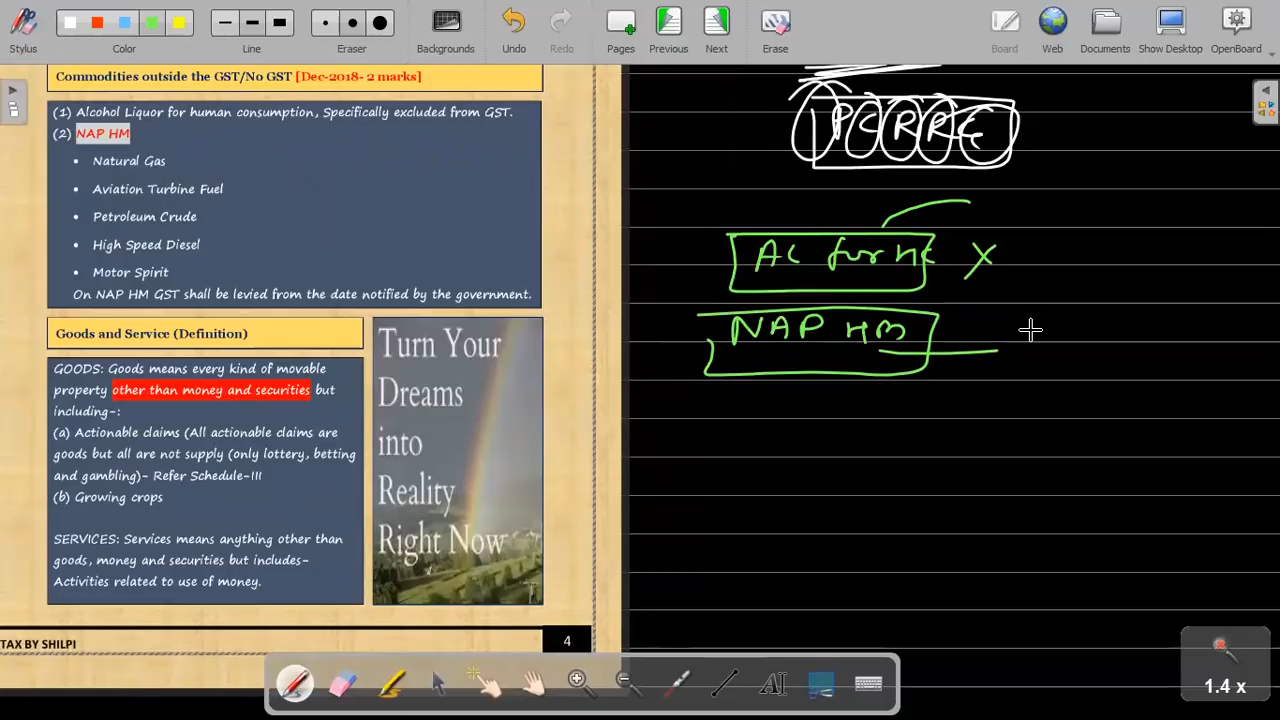 Stylus
Color
Line
Eraser
Backgrounds
Undo
Redo
Pages
Previous
Next
Erase
Board
Web
Documents
Show Desktop
OpenBoard
Commodities outside the GST/No GST [Dec-2018- 2 marks]
(1) Alcohol Liquor for human consumption, Specifically excluded from GST.
(2) NAP HM
• Natural Gas
• Aviation Turbine Fuel
• Petroleum Crude
• High Speed Diesel
• Motor Spirit
On NAP HM GST shall be levied from the date notified by the government.
Goods and Service (Definition)
GOODS: Goods means every kind of movable
property other than money and securities but
including-:
(a) Actionable claims (All actionable claims are
goods but all are not supply (only lottery, betting
and gambling)- Refer Schedule-!!!
(b) Growing crops
SERVICES: Services means anything other than
goods, money and securities but includes-
Activities related to use of money.
Turn Your
Dreams
into
Reality
Right Now
TAX BY SHILPI
4
AL for HC X
NAP HM
1.4 x